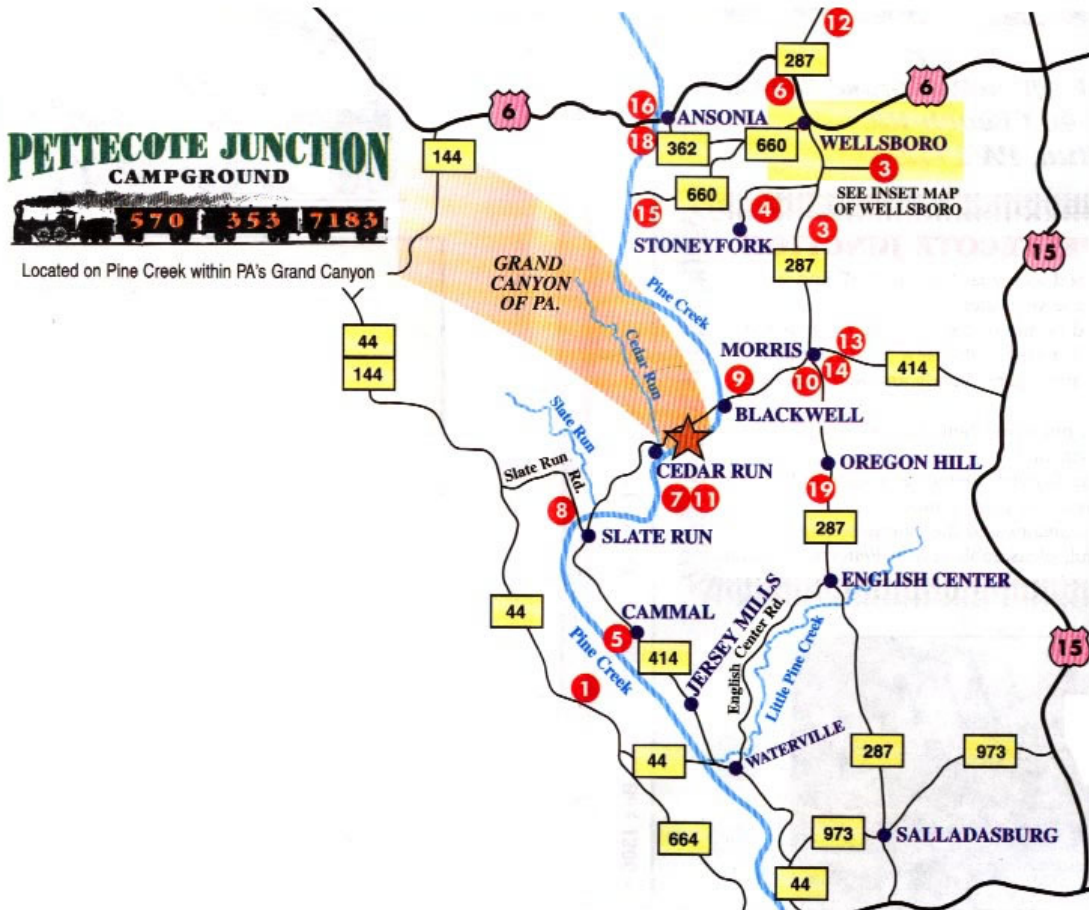 12
287
6
6
6
16
ANSONIA
WELLSBORO
18
362
660
144
3
PETTECOTE JUNCTION
CAMPGROUND
570 353 7183
Located on Pine Creek within PA's Grand Canyon
SEE INSET MAP
OF WELLSBORO
660
15
4
STONEYFORK
3
15
GRAND
CANYON
OF PA.
287
Pine Creek
44
144
Cedar Run
MORRIS
13
10
14
414
9
BLACKWELL
Slate Run
CEDAR RUN
OREGON HILL
Slate Run
Rd.
7
11
19
8
SLATE RUN
287
ENGLISH CENTER
44
CAMMAL
5
414
JERSEY MILLS
English Center Rd.
Little Pine Creek
15
Pine Creek
1
44
WATERVILLE
287
973
664
973
SALLADASBURG
44